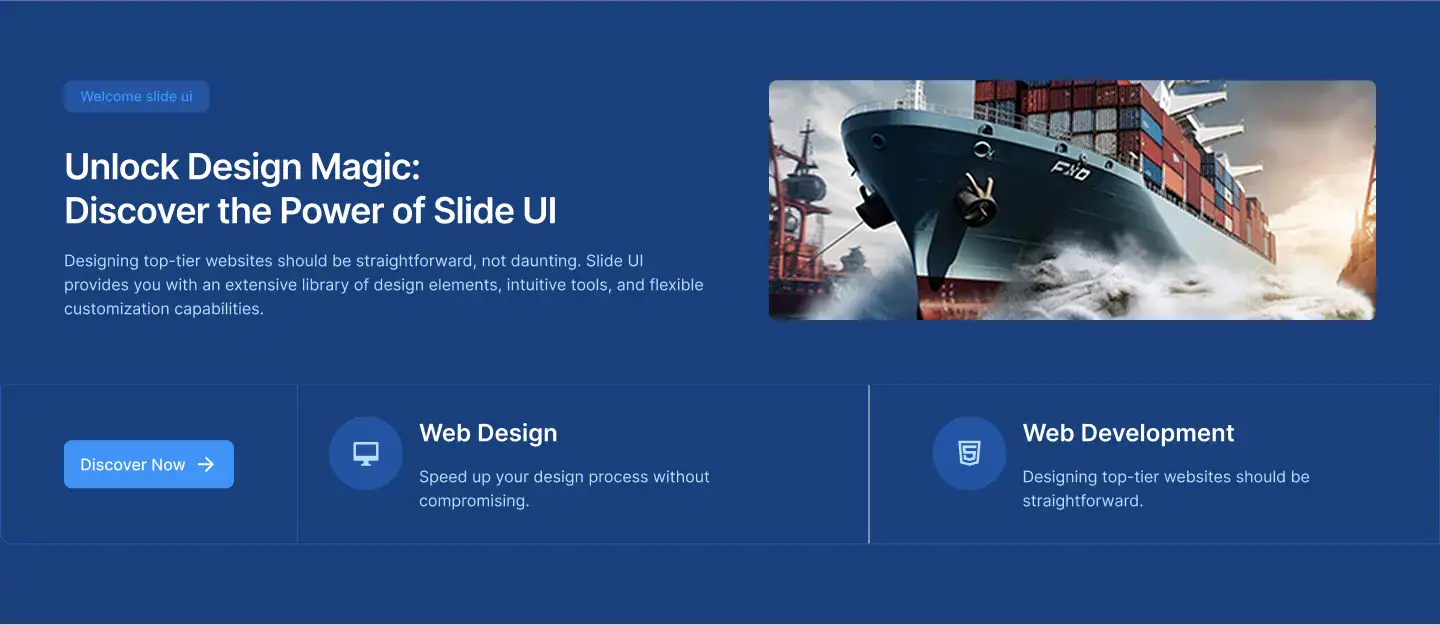 Welcome slide ui
Unlock Design Magic:
Discover the Power of Slide UI
Designing top-tier websites should be straightforward, not daunting. Slide UI
provides you with an extensive library of design elements, intuitive tools, and flexible
customization capabilities.
Discover Now
Web Design
Speed up your design process without
compromising.
Web Development
Designing top-tier websites should be
straightforward.